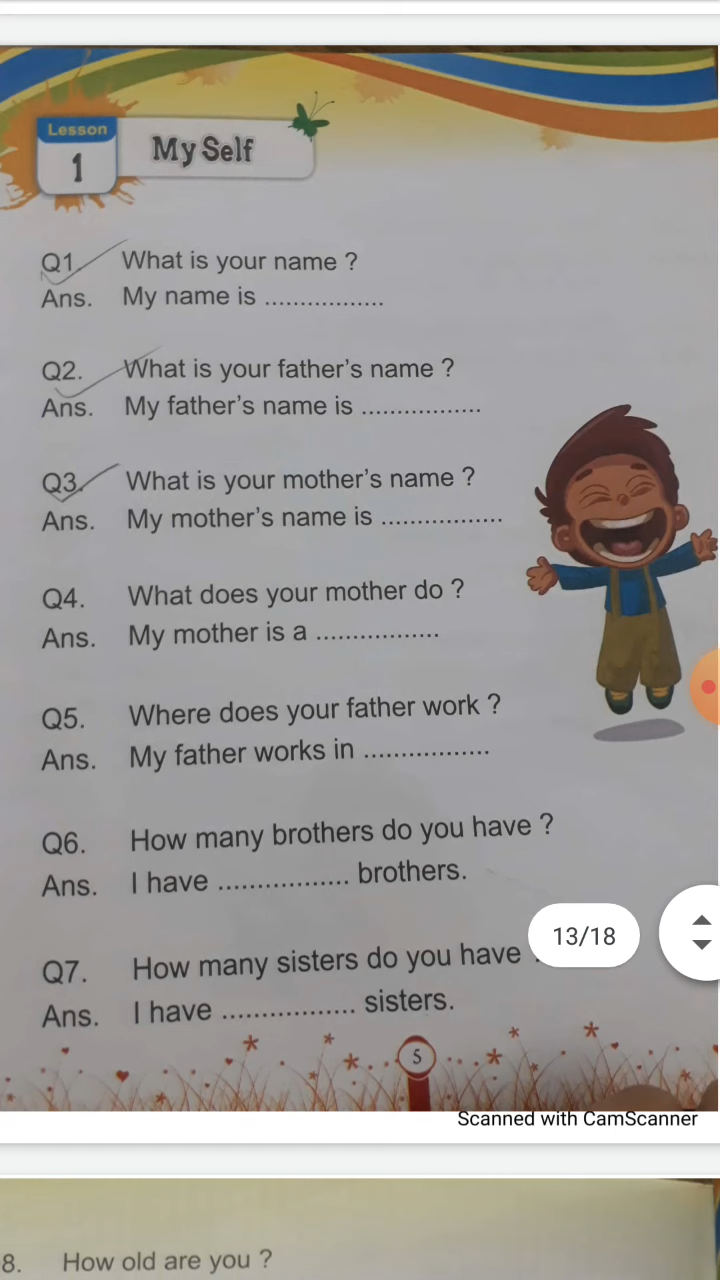 Lesson
1
My Self
Q1. What is your name ?
Ans. My name is .................
Q2. What is your father's name ?
Ans. My father's name is .................
Q3. What is your mother's name ?
Ans. My mother's name is .................
Q4. What does your mother do ?
Ans. My mother is a .................
Q5. Where does your father work ?
Ans. My father works in .................
Q6. How many brothers do you have ?
Ans. I have ................. brothers.
13/18
Q7. How many sisters do you have
Ans. I have ................. sisters.
5
Scanned with CamScanner
8. How old are you ?